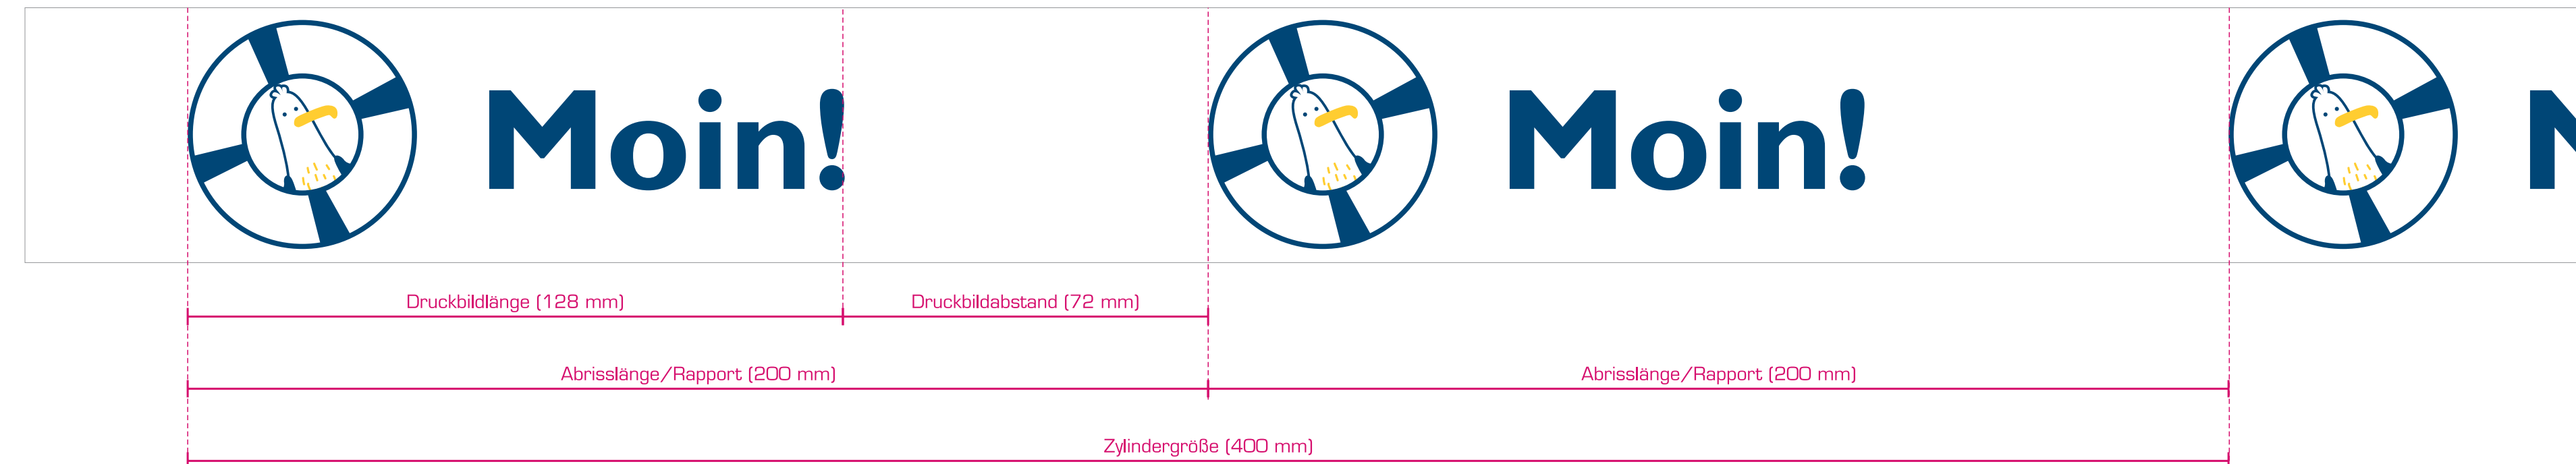 Moin!
Moin!
Druckbildlänge (128 mm)
Druckbildabstand (72 mm)
Abrisslänge/Rapport (200 mm)
Abrisslänge/Rapport (200 mm)
Zylindergröße (400 mm)